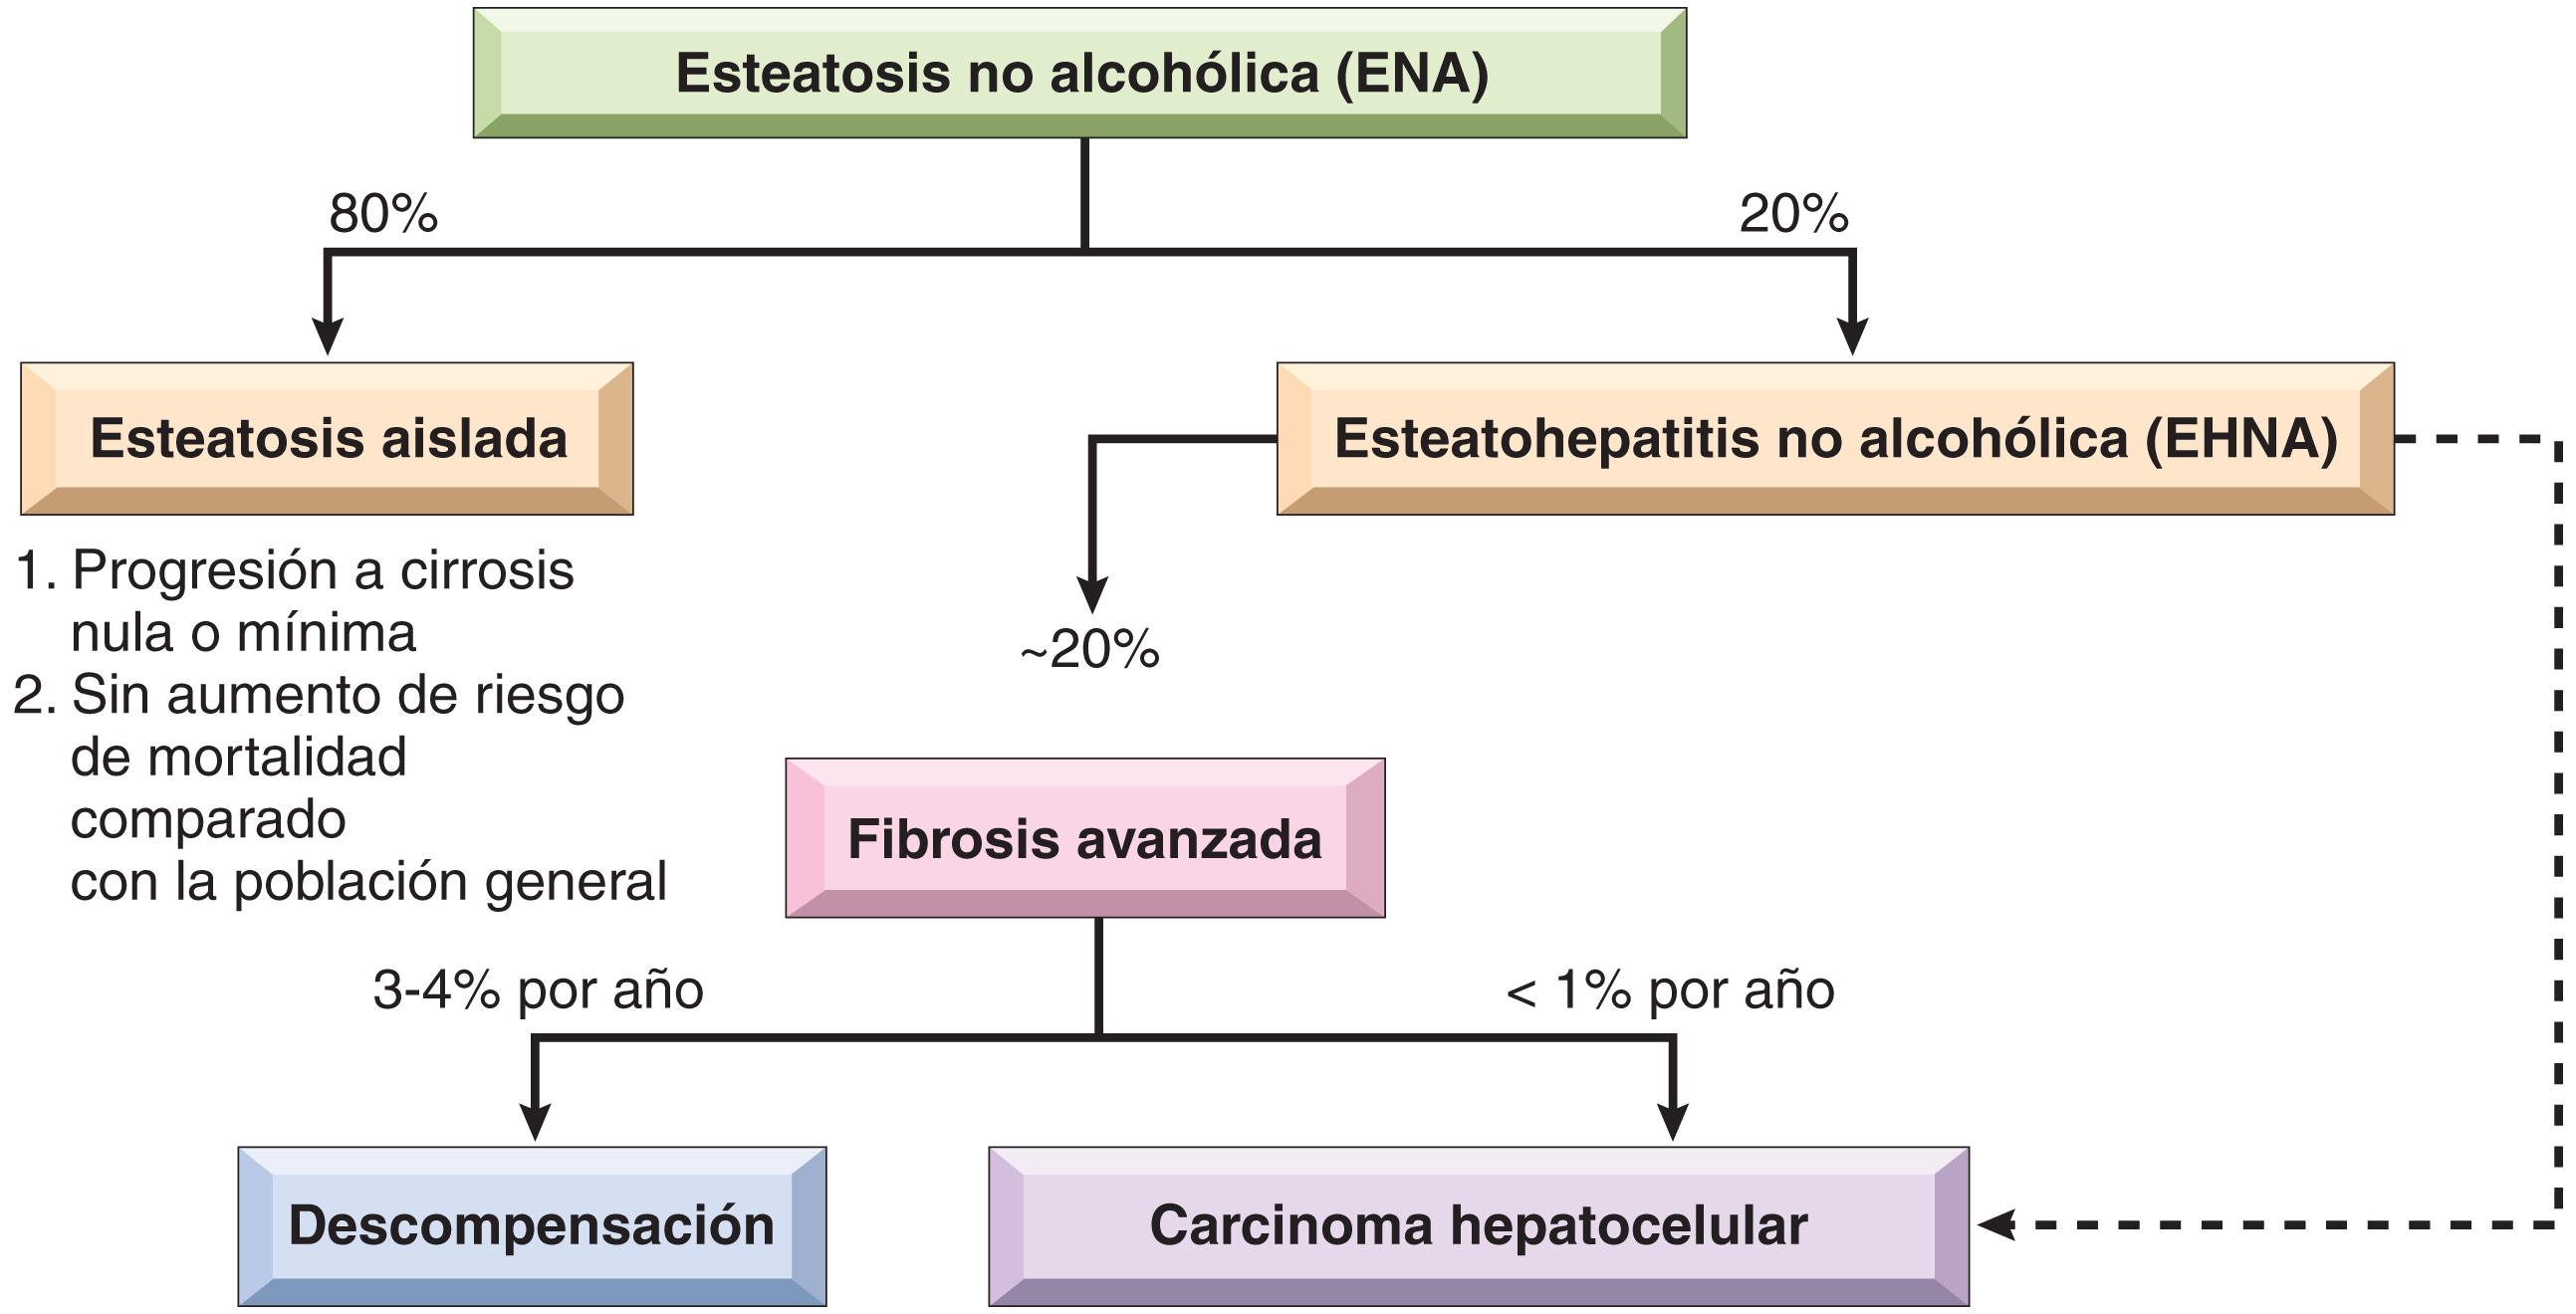 Esteatosis no alcohólica (ENA)
80%
20%
Esteatosis aislada
Esteatohepatitis no alcohólica (EHNA)
1. Progresión a cirrosis
nula o mínima
2. Sin aumento de riesgo
de mortalidad
comparado
con la población general
~20%
Fibrosis avanzada
3-4% por año
< 1% por año
Descompensación
Carcinoma hepatocelular